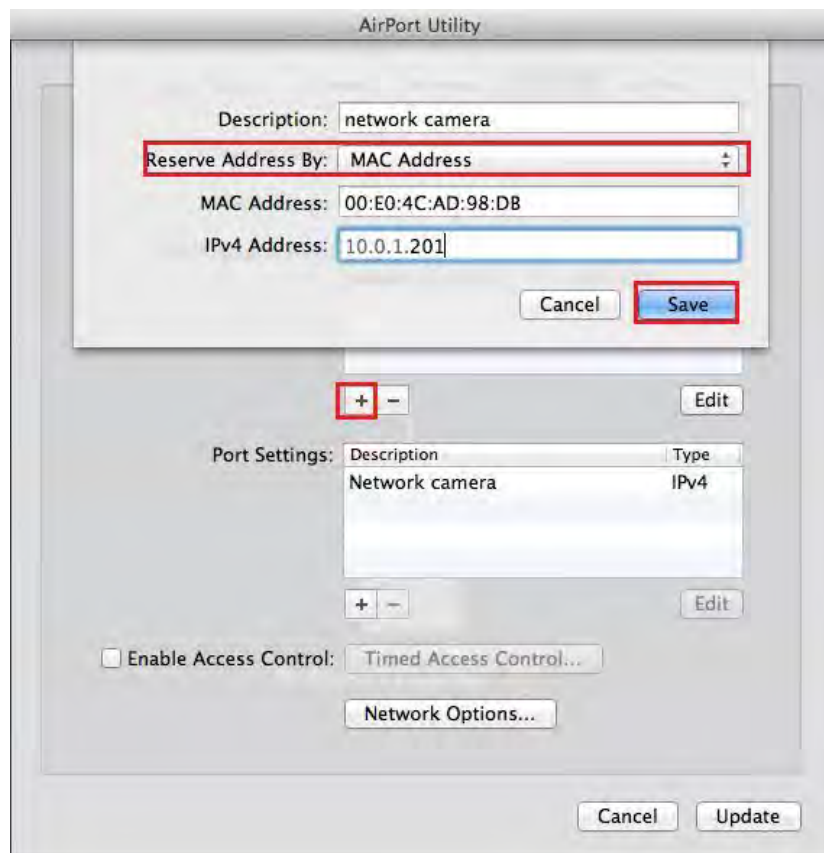 AirPort Utility
Description: network camera
Reserve Address By: MAC Address
MAC Address: 00:E0:4C:AD:98:DB
IPv4 Address: 10.0.1.201
Cancel Save
+ − Edit
Port Settings: Description Type
Network camera IPv4
+ − Edit
Enable Access Control: Timed Access Control...
Network Options...
Cancel Update